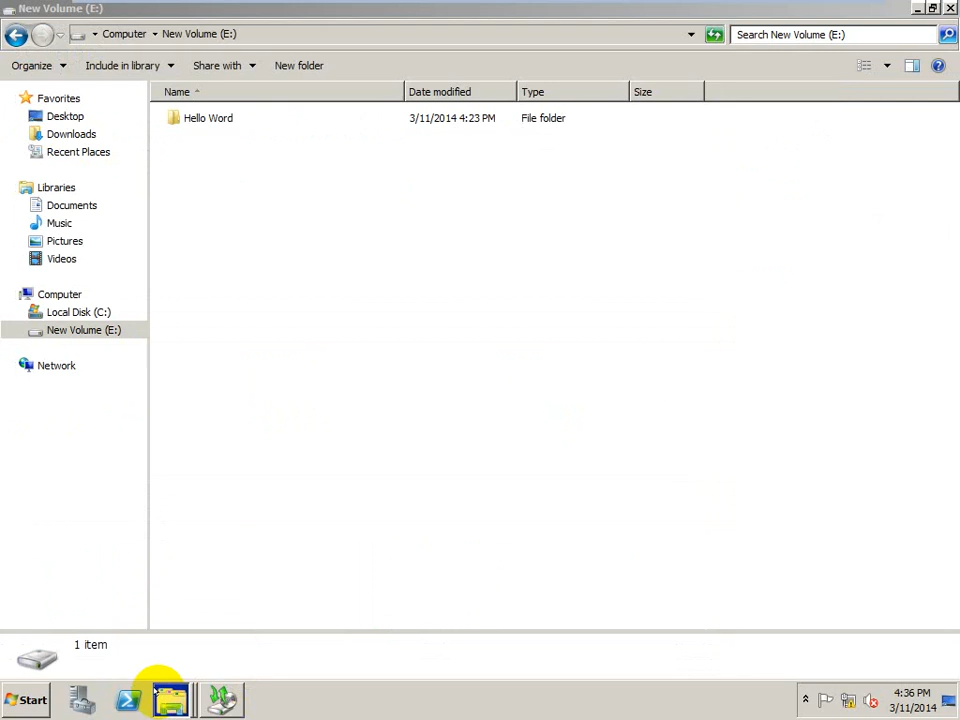 New Volume (E:)
Computer New Volume (E:) Search New Volume (E:)
Organize Include in library Share with New folder
Name Date modified Type Size
Hello Word 3/11/2014 4:23 PM File folder
Favorites
Desktop
Downloads
Recent Places
Libraries
Documents
Music
Pictures
Videos
Computer
Local Disk (C:)
New Volume (E:)
Network
1 item
Start 4:36 PM
3/11/2014